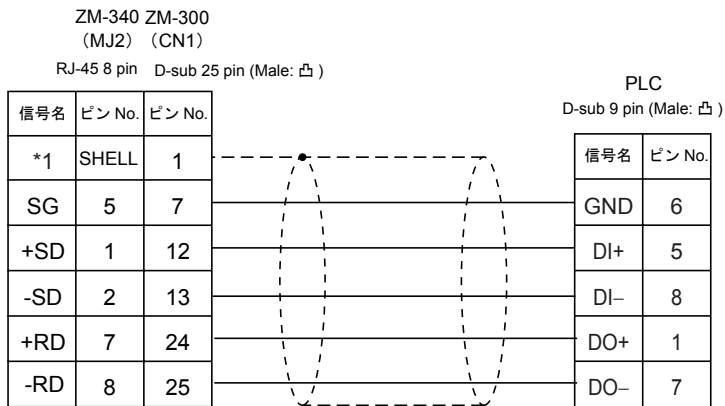 ZM-340 ZM-300
(MJ2) (CN1)
RJ-45 8 pin D-sub 25 pin (Male: 凸)
PLC
D-sub 9 pin (Male: 凸)
信号名 ピン No. ピン No.
信号名 ピン No.
*1 SHELL 1
SG 5 7
GND 6
+SD 1 12
DI+ 5
-SD 2 13
DI– 8
+RD 7 24
DO+ 1
-RD 8 25
DO– 7